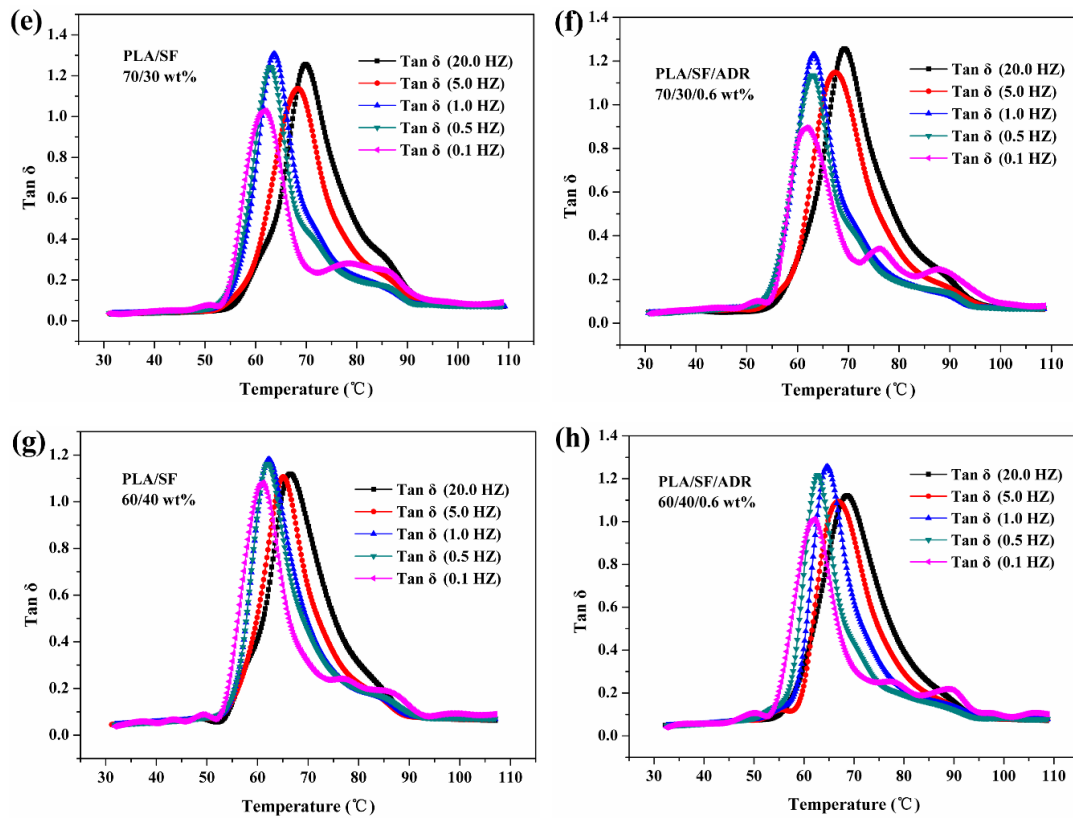 (e)
PLA/SF
70/30 wt%
Tan δ (20.0 HZ)
Tan δ (5.0 HZ)
Tan δ (1.0 HZ)
Tan δ (0.5 HZ)
Tan δ (0.1 HZ)
1.4
1.2
1.0
0.8
0.6
0.4
0.2
0.0
Tan δ
30 40 50 60 70 80 90 100 110
Temperature (℃)
(f)
PLA/SF/ADR
70/30/0.6 wt%
Tan δ (20.0 HZ)
Tan δ (5.0 HZ)
Tan δ (1.0 HZ)
Tan δ (0.5 HZ)
Tan δ (0.1 HZ)
1.4
1.2
1.0
0.8
0.6
0.4
0.2
0.0
Tan δ
30 40 50 60 70 80 90 100 110
Temperature (℃)
(g)
PLA/SF
60/40 wt%
Tan δ (20.0 HZ)
Tan δ (5.0 HZ)
Tan δ (1.0 HZ)
Tan δ (0.5 HZ)
Tan δ (0.1 HZ)
1.2
1.0
0.8
0.6
0.4
0.2
0.0
Tan δ
30 40 50 60 70 80 90 100 110
Temperature (℃)
(h)
PLA/SF/ADR
60/40/0.6 wt%
Tan δ (20.0 HZ)
Tan δ (5.0 HZ)
Tan δ (1.0 HZ)
Tan δ (0.5 HZ)
Tan δ (0.1 HZ)
1.4
1.2
1.0
0.8
0.6
0.4
0.2
0.0
Tan δ
30 40 50 60 70 80 90 100 110
Temperature (℃)